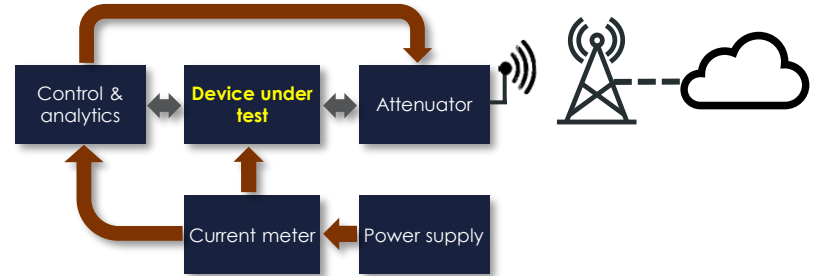 Control &
analytics
Device under
test
Attenuator
Current meter
Power supply